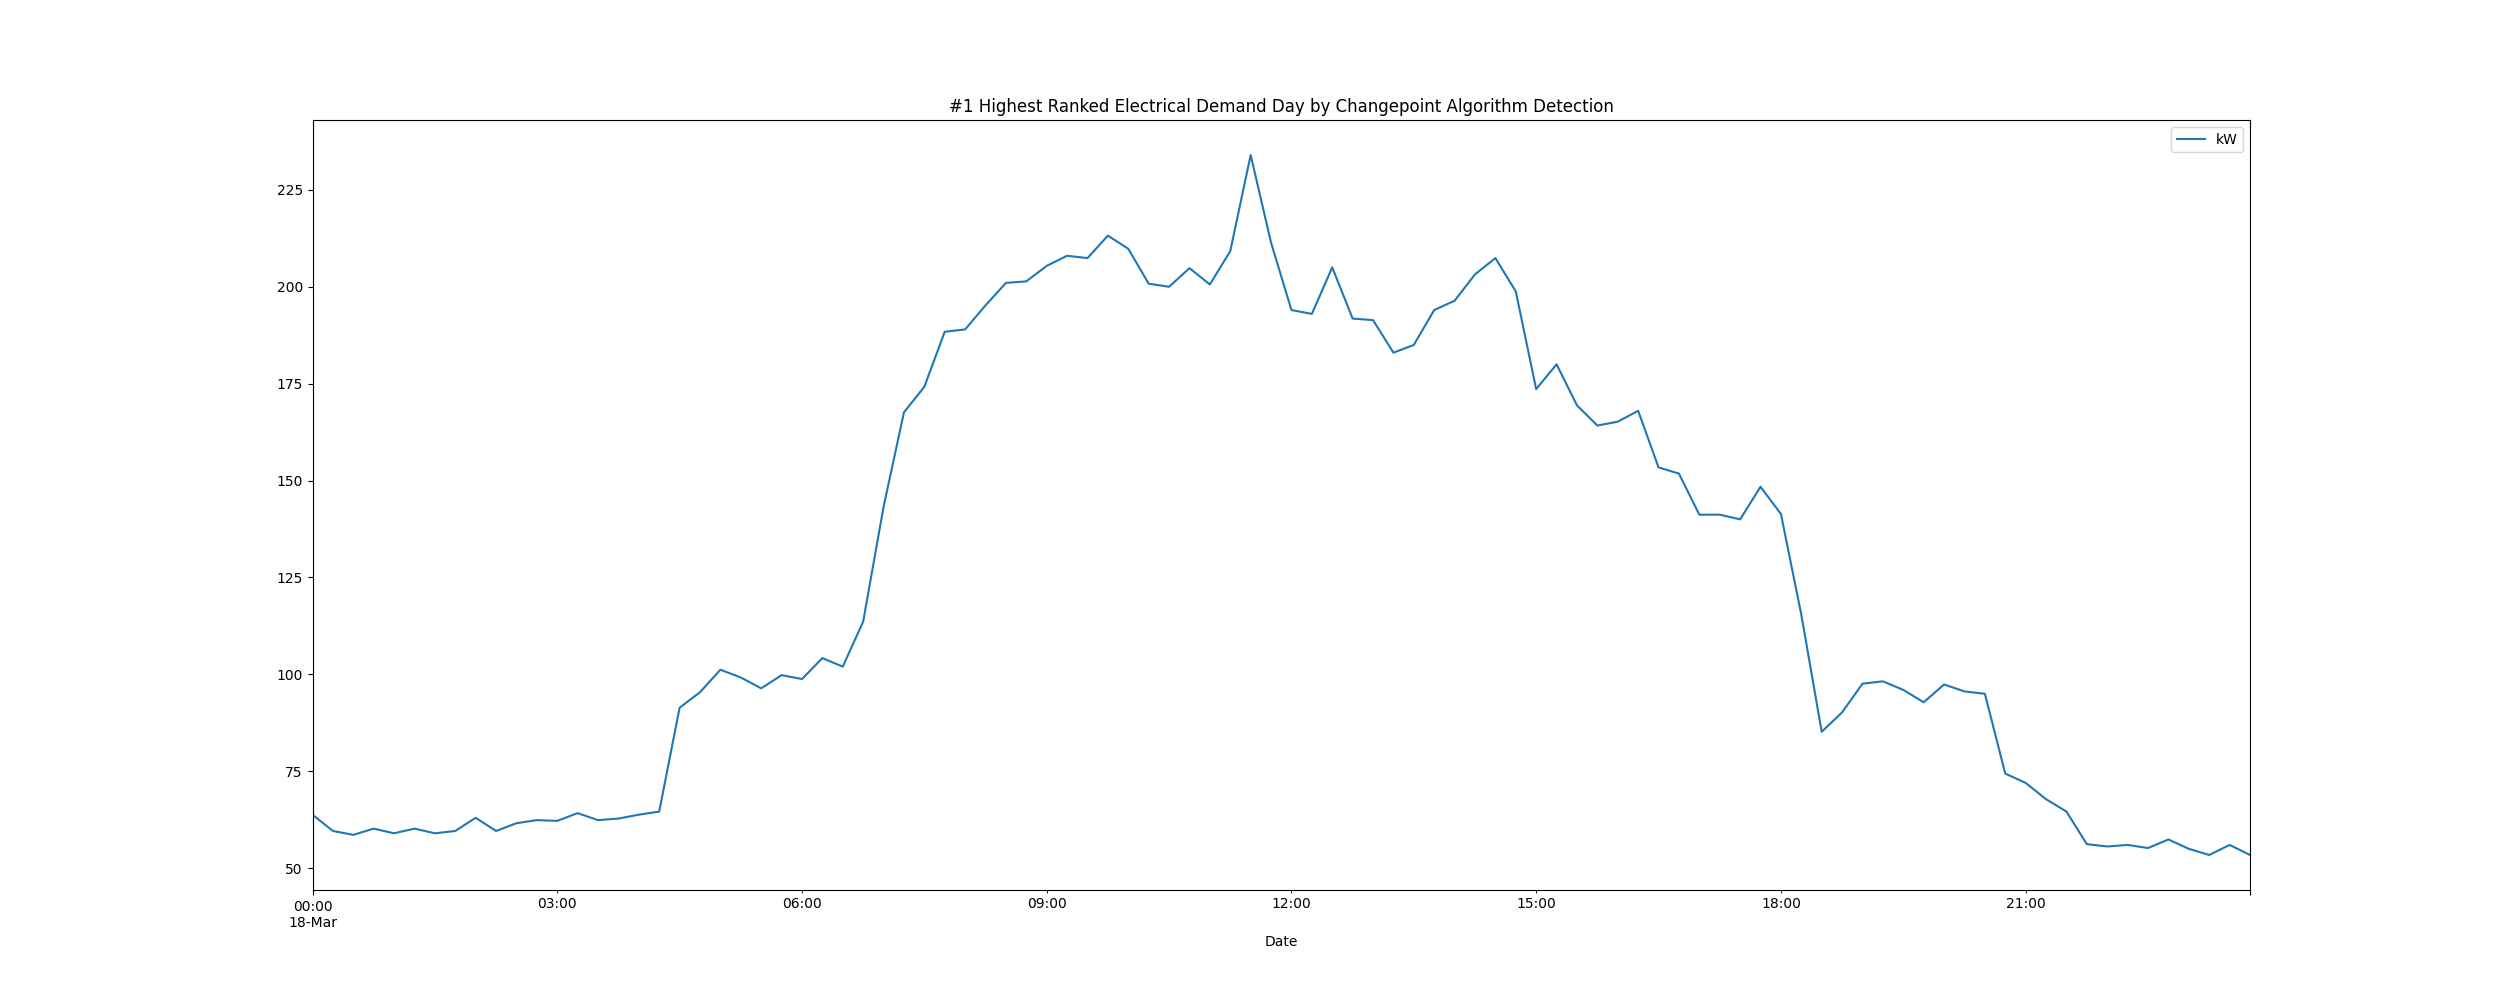 #1 Highest Ranked Electrical Demand Day by Changepoint Algorithm Detection
kW
225
200
175
150
125
100
75
50
00:00 03:00 06:00 09:00 12:00 15:00 18:00 21:00
18-Mar
Date